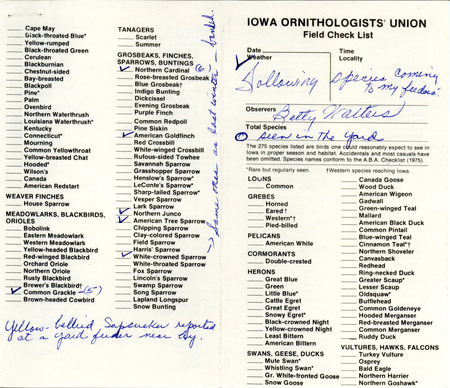 Cape May
Black-throated Blue*
Yellow-rumped
Black-throated Green
Cerulean
Blackburnian
Chestnut-sided
Bay-breasted
Blackpoll
Pine*
Palm
Ovenbird
Northern Waterthrush
Louisiana Waterthrush*
Kentucky
Connecticut*
Mourning
Common Yellowthroat
Yellow-breasted Chat
Hooded*
Wilson's
Canada
American Redstart
WEAVER FINCHES
House Sparrow
MEADOWLARKS, BLACKBIRDS,
ORIOLES
Bobolink
Eastern Meadowlark
Western Meadowlark
Yellow-headed Blackbird
Red-winged Blackbird
Orchard Oriole
Northern Oriole
Rusty Blackbird
Brewer's Blackbird†
✓ Common Grackle -(5-)
Brown-headed Cowbird
Yellow-bellied Sapsucker reported
at a yard feeder near by.
TANAGERS
Scarlet
Summer
GROSBEAKS, FINCHES,
SPARROWS, BUNTINGS
✓ Northern Cardinal (6)
Rose-breasted Grosbeak
Blue Grosbeak†
Indigo Bunting
Dickcissel
Evening Grosbeak
Purple Finch
Common Redpoll
Pine Siskin
✓ American Goldfinch
Red Crossbill
White-winged Crossbill
Rufous-sided Towhee
Savannah Sparrow
Grasshopper Sparrow
Henslow's Sparrow*
LeConte's Sparrow*
Sharp-tailed Sparrow*
Vesper Sparrow
Lark Sparrow
✓ Northern Junco
✓ American Tree Sparrow
Chipping Sparrow
Clay-colored Sparrow
Field Sparrow
Harris' Sparrow
✓ White-crowned Sparrow
White-throated Sparrow
Fox Sparrow
Lincoln's Sparrow
Swamp Sparrow
Song Sparrow
Lapland Longspur
Snow Bunting
same three as last winter - banded.
IOWA ORNITHOLOGISTS' UNION
Field Check List
Date Time
Weather Locality
✓ following species coming
to my feeders-
Observers Betty Walters
Total Species
O seen in the yard
The 275 species listed are birds one could reasonably expect to see in
Iowa in proper season and habitat. Accidentals and most casuals have
been omitted. Species names conform to the A.B.A. Checklist (1975).
*Rare but regularly seen. †Western species reaching Iowa.
LOONS
Common
GREBES
Horned
Eared†
Western*†
Pied-billed
PELICANS
American White
CORMORANTS
Double-crested
HERONS
Great Blue
Green
Little Blue*
Cattle Egret
Great Egret
Snowy Egret*
Black-crowned Night
Yellow-crowned Night
Least Bittern
American Bittern
SWANS, GEESE, DUCKS
Mute Swan*
Whistling Swan*
Gr. White-fronted Goose
Snow Goose
Canada Goose
Wood Duck
American Wigeon
Gadwall
Green-winged Teal
Mallard
American Black Duck
Common Pintail
Blue-winged Teal
Cinnamon Teal*†
Northern Shoveler
Canvasback
Redhead
Ring-necked Duck
Greater Scaup*
Lesser Scaup
Oldsquaw*
Bufflehead
Common Goldeneye
Hooded Merganser
Red-breasted Merganser
Common Merganser
Ruddy Duck
VULTURES, HAWKS, FALCONS
Turkey Vulture
Osprey
Bald Eagle
Northern Harrier
Northern Goshawk*